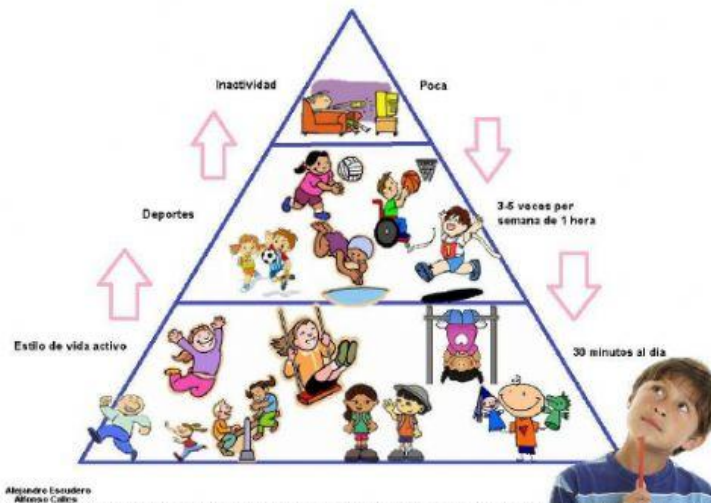 Inactividad
Poca
Deportes
3-5 veces por
semana de 1 hora
Estilo de vida activo
30 minutos al día
Alejandro Escudero
Alfonso Calles